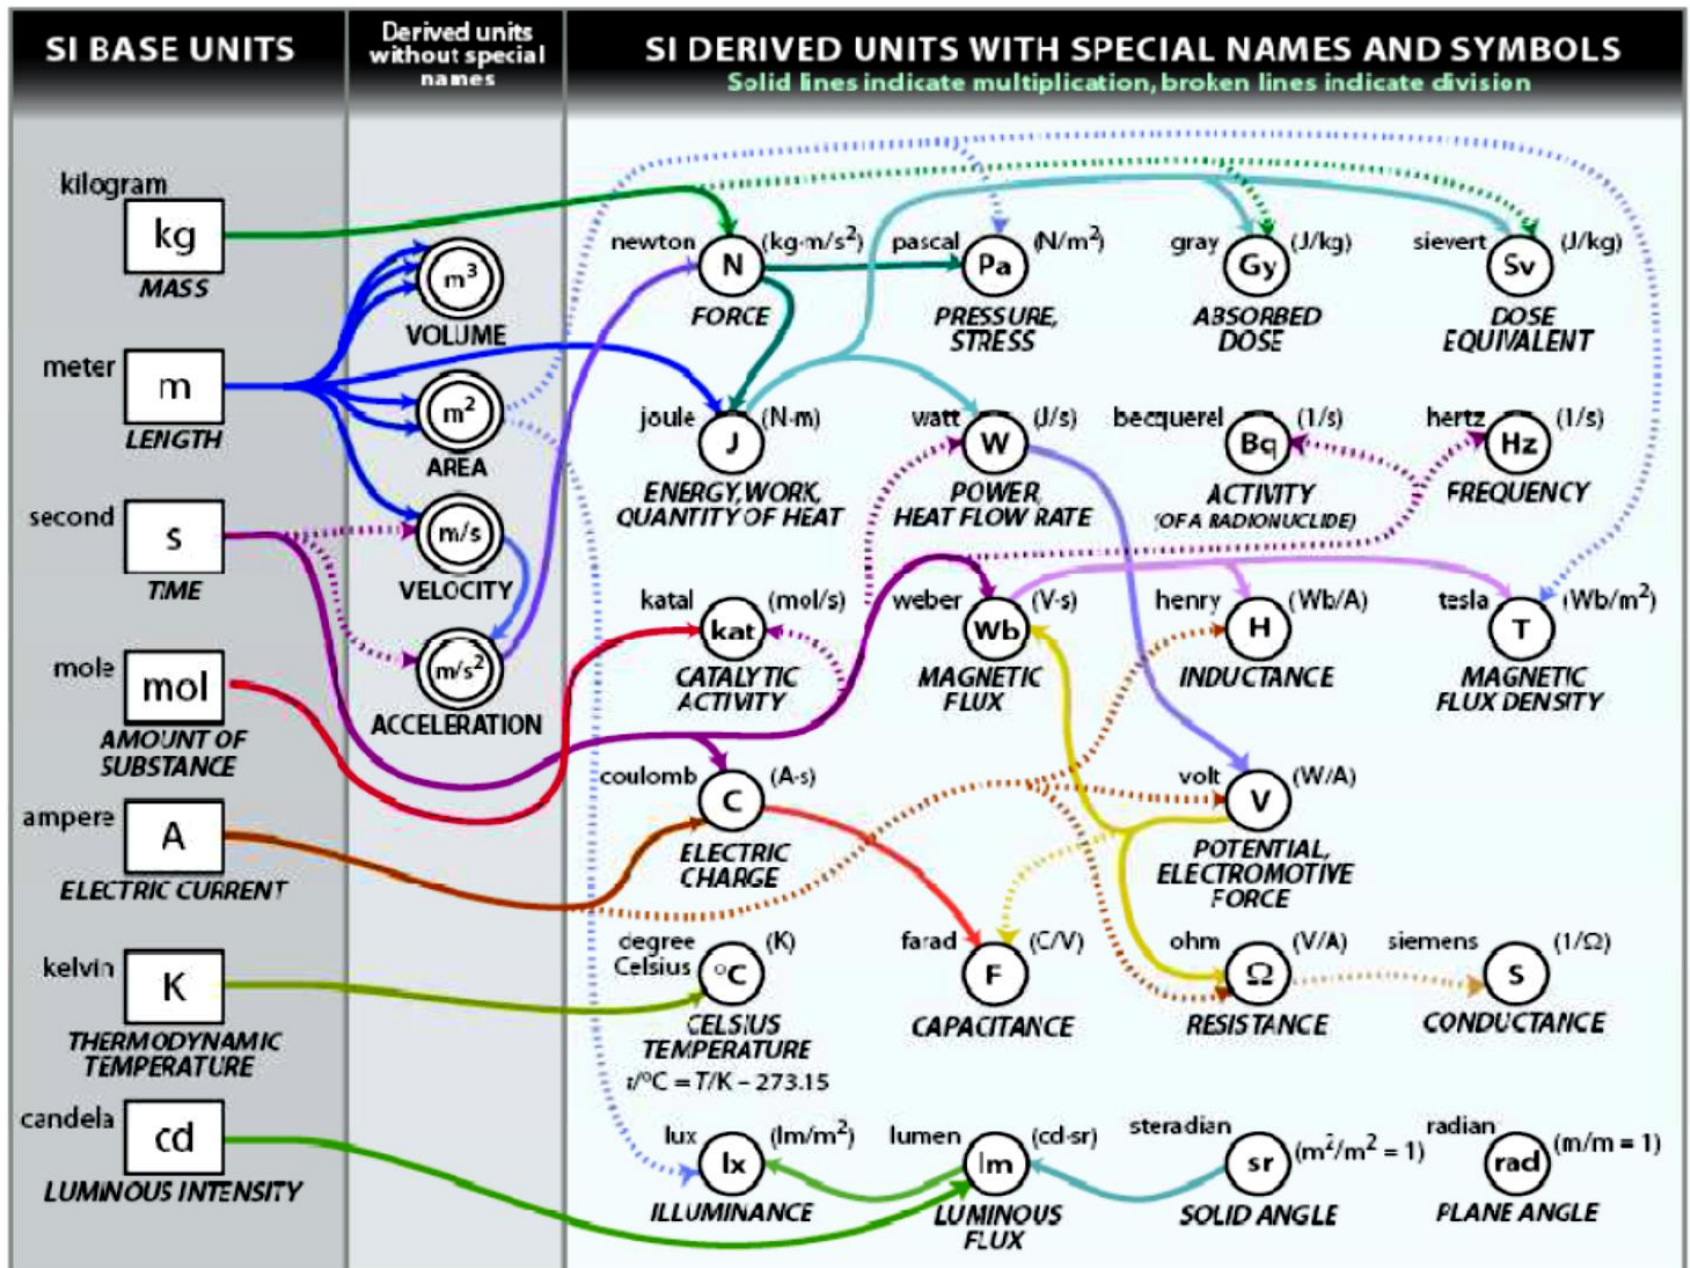 SI BASE UNITS
Derived units
without special
names
SI DERIVED UNITS WITH SPECIAL NAMES AND SYMBOLS
Solid lines indicate multiplication, broken lines indicate division
kilogram
kg
MASS
meter
m
LENGTH
second
s
TIME
mole
mol
AMOUNT OF
SUBSTANCE
ampere
A
ELECTRIC CURRENT
kelvin
K
THERMODYNAMIC
TEMPERATURE
candela
cd
LUMINOUS INTENSITY
m³
VOLUME
m²
AREA
m/s
VELOCITY
m/s²
ACCELERATION
newton
N
(kg·m/s²)
FORCE
pascal
Pa
(N/m²)
PRESSURE,
STRESS
gray
Gy
(J/kg)
ABSORBED
DOSE
sievert
Sv
(J/kg)
DOSE
EQUIVALENT
joule
J
(N·m)
ENERGY, WORK,
QUANTITY OF HEAT
watt
W
(J/s)
POWER,
HEAT FLOW RATE
becquerel
Bq
(1/s)
ACTIVITY
(OF A RADIONUCLIDE)
hertz
Hz
(1/s)
FREQUENCY
katal
kat
(mol/s)
CATALYTIC
ACTIVITY
weber
Wb
(V·s)
MAGNETIC
FLUX
henry
H
(Wb/A)
INDUCTANCE
tesla
T
(Wb/m²)
MAGNETIC
FLUX DENSITY
coulomb
C
(A·s)
ELECTRIC
CHARGE
volt
V
(W/A)
POTENTIAL,
ELECTROMOTIVE
FORCE
degree
Celsius
°C
(K)
CELSIUS
TEMPERATURE
t/°C = T/K – 273.15
farad
F
(C/V)
CAPACITANCE
ohm
Ω
(V/A)
RESISTANCE
siemens
S
(1/Ω)
CONDUCTANCE
lux
lx
(lm/m²)
ILLUMINANCE
lumen
lm
(cd·sr)
LUMINOUS
FLUX
steradian
sr
(m²/m² = 1)
SOLID ANGLE
radian
rad
(m/m = 1)
PLANE ANGLE